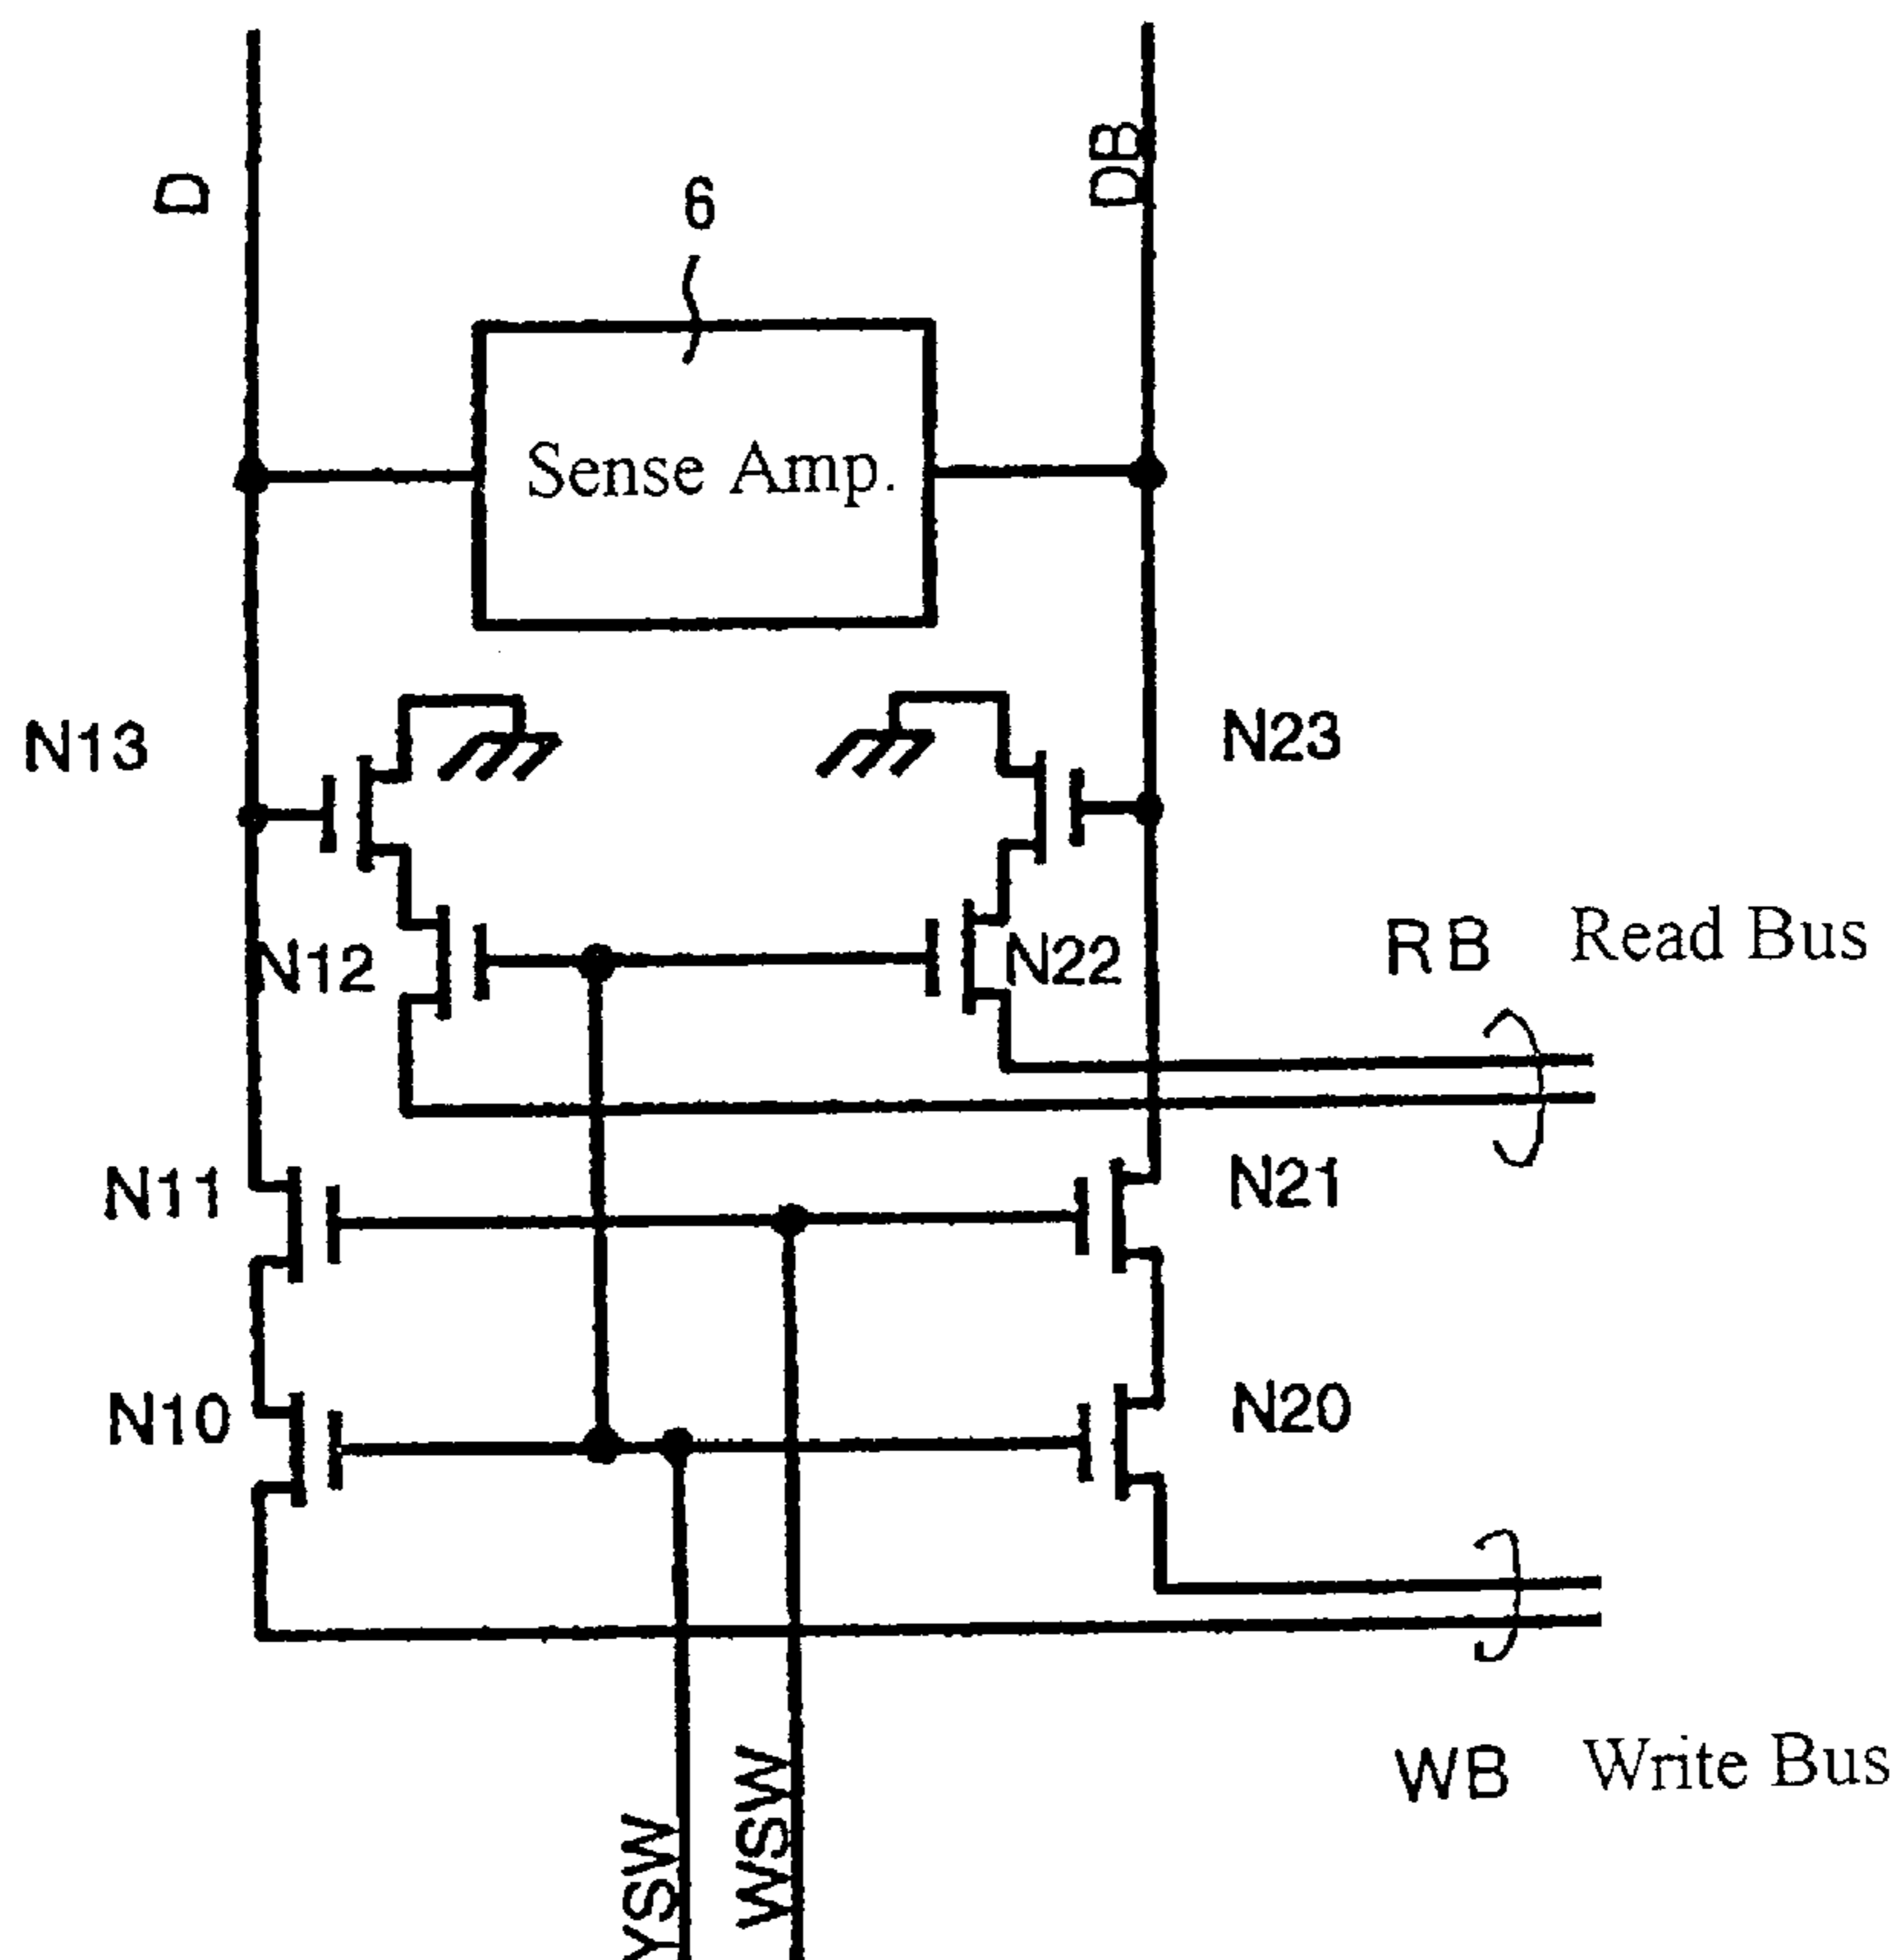 D
DB
6
Sense Amp.
N13
N23
N12
N22
RB Read Bus
N11
N21
N10
N20
WB Write Bus
YSW
WSW